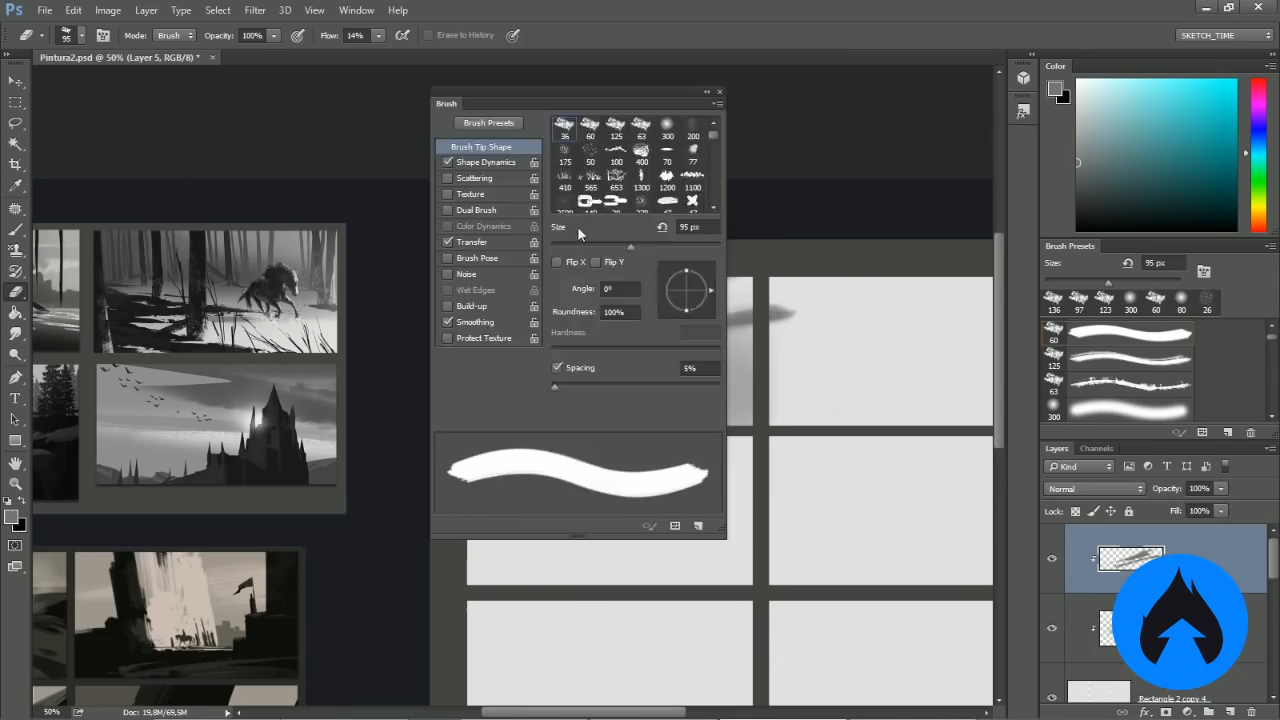 Ps File Edit Image Layer Type Select Filter 3D View Window Help
95 Mode: Brush Opacity: 100% Flow: 14% Erase to History SKETCH_TIME
Pintura2.psd @ 50% (Layer 5, RGB/8) * ×
Brush
Brush Presets
Brush Tip Shape
Shape Dynamics
Scattering
Texture
Dual Brush
Color Dynamics
Transfer
Brush Pose
Noise
Wet Edges
Build-up
Smoothing
Protect Texture
36 60 125 63 300 200
175 50 100 400 70 77
410 565 653 1300 1200 1100
Size 95 px
Flip X Flip Y
Angle: 0º
Roundness: 100%
Hardness
Spacing 5%
Color
Brush Presets
Size: 95 px
136 97 123 300 60 80 26
60
125
63
300
Layers Channels
Kind
Normal Opacity: 100%
Lock: Fill: 100%
Rectangle 2 copy 4
50% Doc: 19,8M/69,5M